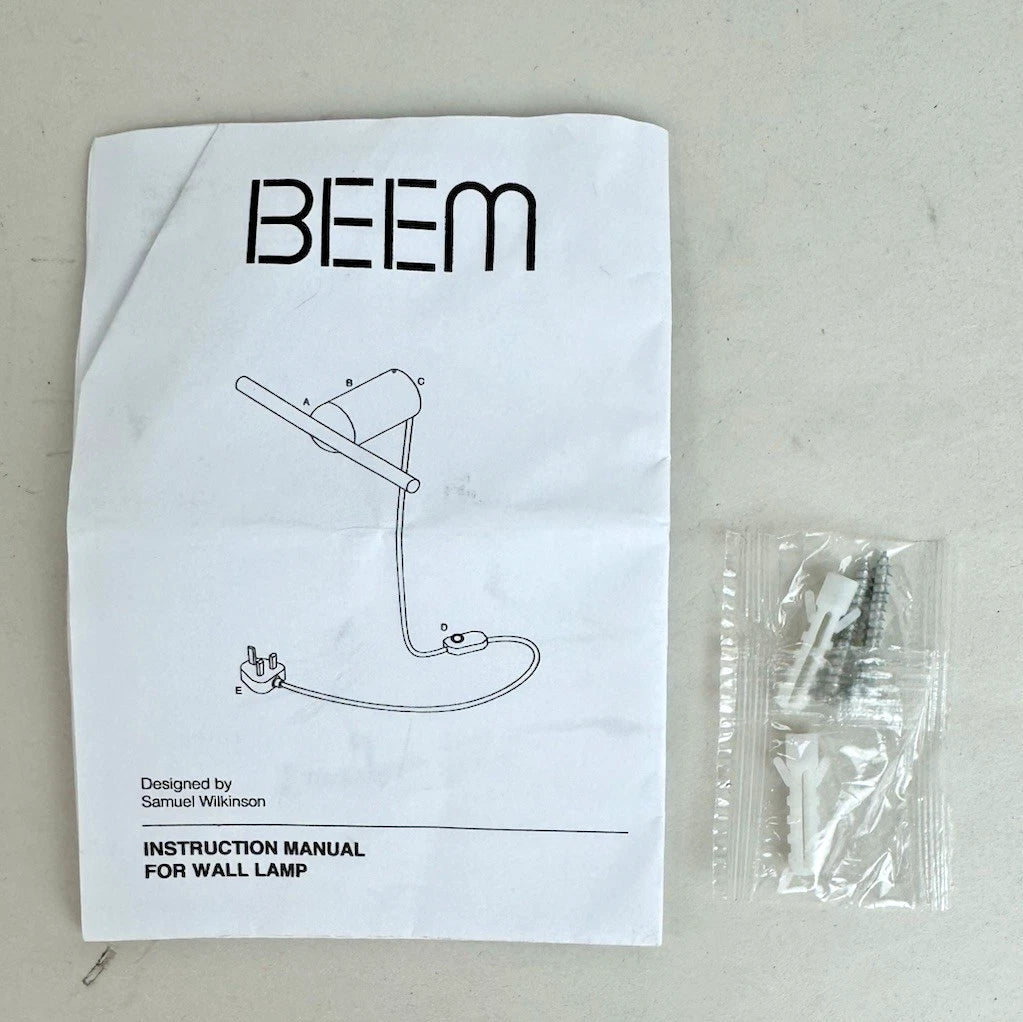 BEEM
B
C
A
D
E
Designed by
Samuel Wilkinson
INSTRUCTION MANUAL
FOR WALL LAMP